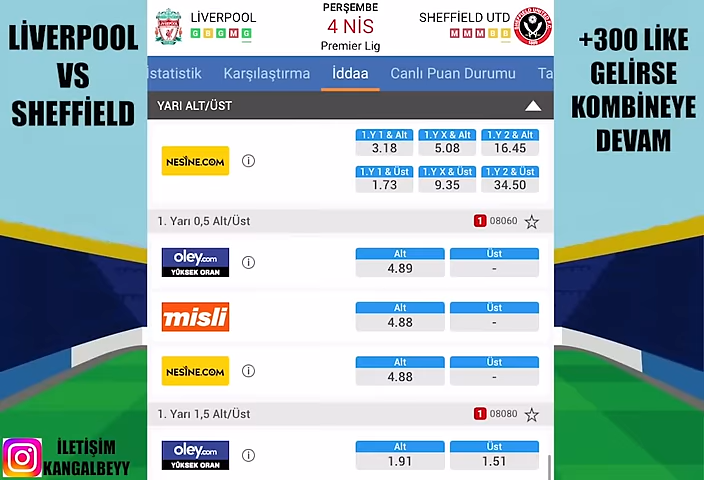 LİVERPOOL
VS
SHEFFİELD
LİVERPOOL
G B G M G
PERŞEMBE
4 NİS
Premier Lig
SHEFFİELD UTD
M M M B B
+300 LİKE
GELİRSE
KOMBİNEYE
DEVAM
istatistik Karşılaştırma İddaa Canlı Puan Durumu Ta
YARI ALT/ÜST
NESİNE.COM
1.Y 1 & Alt 1.Y X & Alt 1.Y 2 & Alt
3.18 5.08 16.45
1.Y 1 & Üst 1.Y X & Üst 1.Y 2 & Üst
1.73 9.35 34.50
1. Yarı 0,5 Alt/Üst 1 08060
oley.com
YÜKSEK ORAN
Alt Üst
4.89 -
misli
Alt Üst
4.88 -
NESİNE.COM
Alt Üst
4.88 -
1. Yarı 1,5 Alt/Üst 1 08080
oley.com
YÜKSEK ORAN
Alt Üst
1.91 1.51
İLETİŞİM
KANGALBEYY